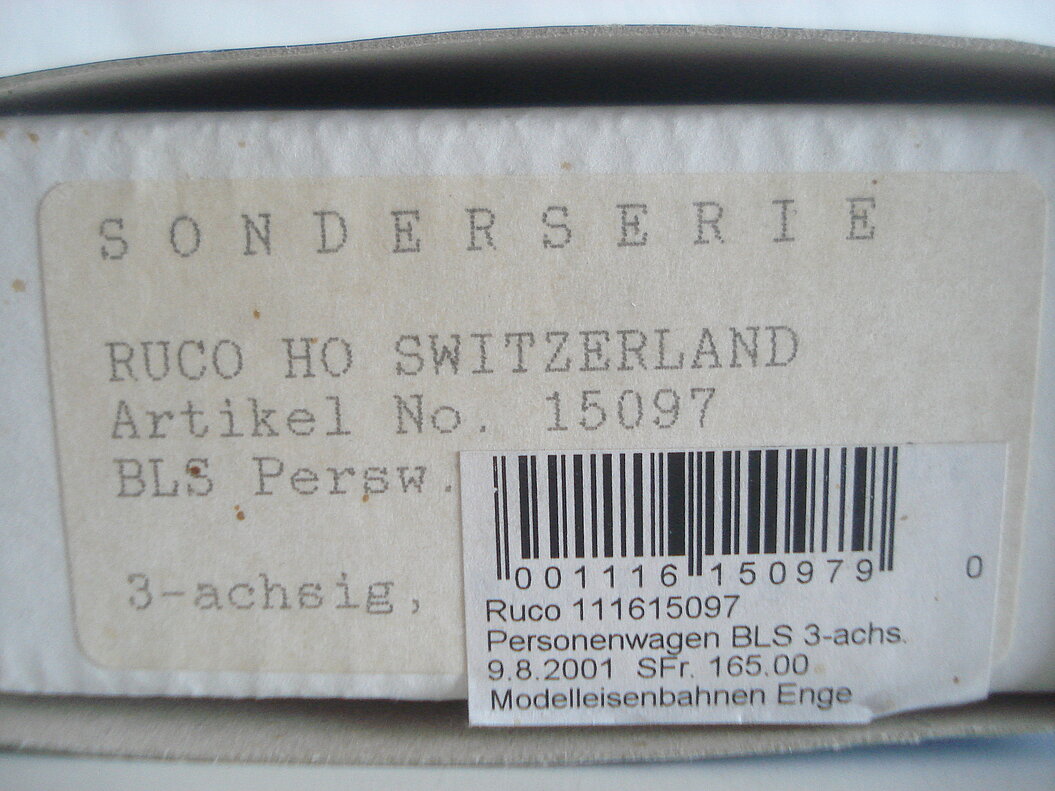 S O N D E R S E R I E
RUCO HO SWITZERLAND
Artikel No. 15097
BLS Persw.
3-achsig,
001116 150979 0
Ruco 111615097
Personenwagen BLS 3-achs.
9.8.2001 SFr. 165.00
Modelleisenbahnen Enge